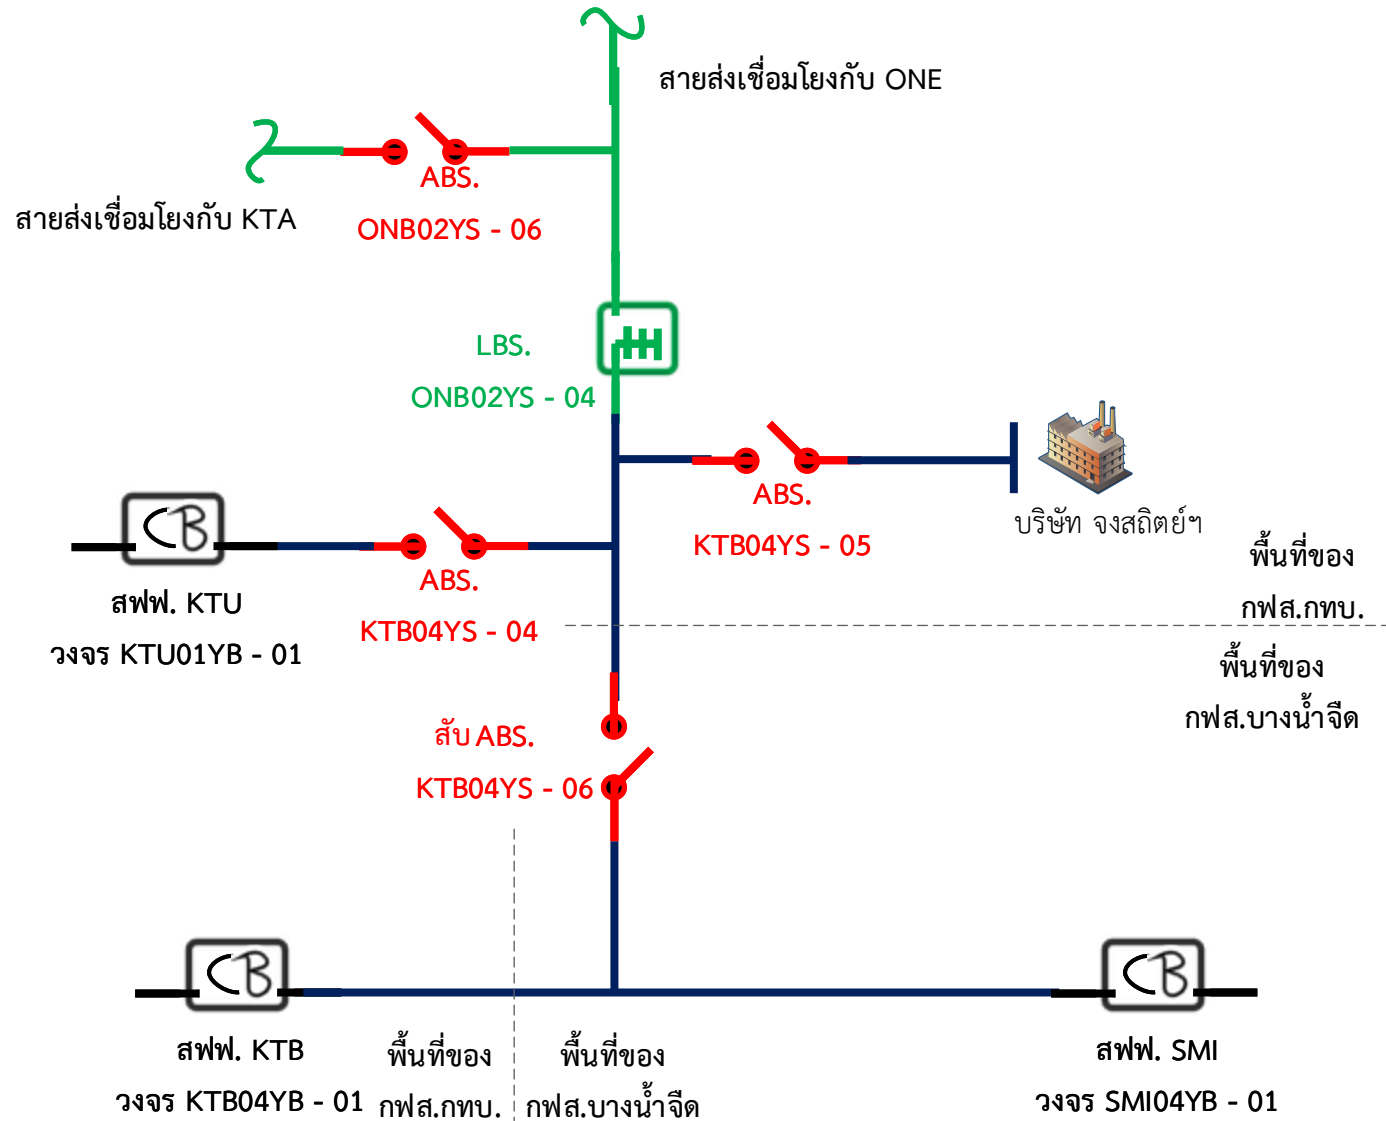 สายส่งเชื่อมโยงกับ ONE
ABS.
ONB02YS - 06
สายส่งเชื่อมโยงกับ KTA
LBS.
ONB02YS - 04
ABS.
KTB04YS - 05
บริษัท จงสถิตย์ฯ
CB
สฟฟ. KTU
วงจร KTU01YB - 01
ABS.
KTB04YS - 04
พื้นที่ของ
กฟส.กทบ.
พื้นที่ของ
กฟส.บางน้ำจืด
สับ ABS.
KTB04YS - 06
CB
สฟฟ. KTB
วงจร KTB04YB - 01
พื้นที่ของ
กฟส.กทบ.
พื้นที่ของ
กฟส.บางน้ำจืด
CB
สฟฟ. SMI
วงจร SMI04YB - 01